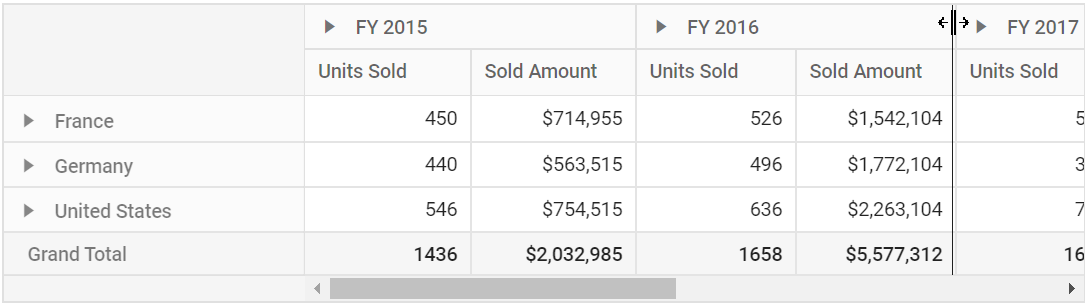 FY 2015 FY 2016 FY 2017
Units Sold Sold Amount Units Sold Sold Amount Units Sold
France 450 $714,955 526 $1,542,104 5
Germany 440 $563,515 496 $1,772,104 3
United States 546 $754,515 636 $2,263,104 7
Grand Total 1436 $2,032,985 1658 $5,577,312 16